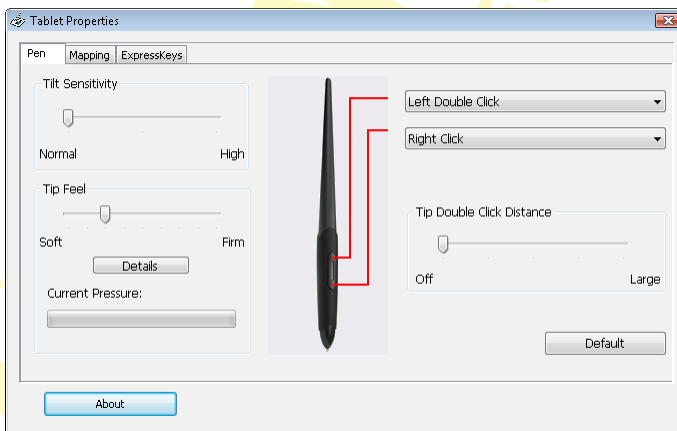 Tablet Properties
Pen Mapping ExpressKeys
Tilt Sensitivity
Normal High
Tip Feel
Soft Firm
Details
Current Pressure:
Left Double Click
Right Click
Tip Double Click Distance
Off Large
Default
About